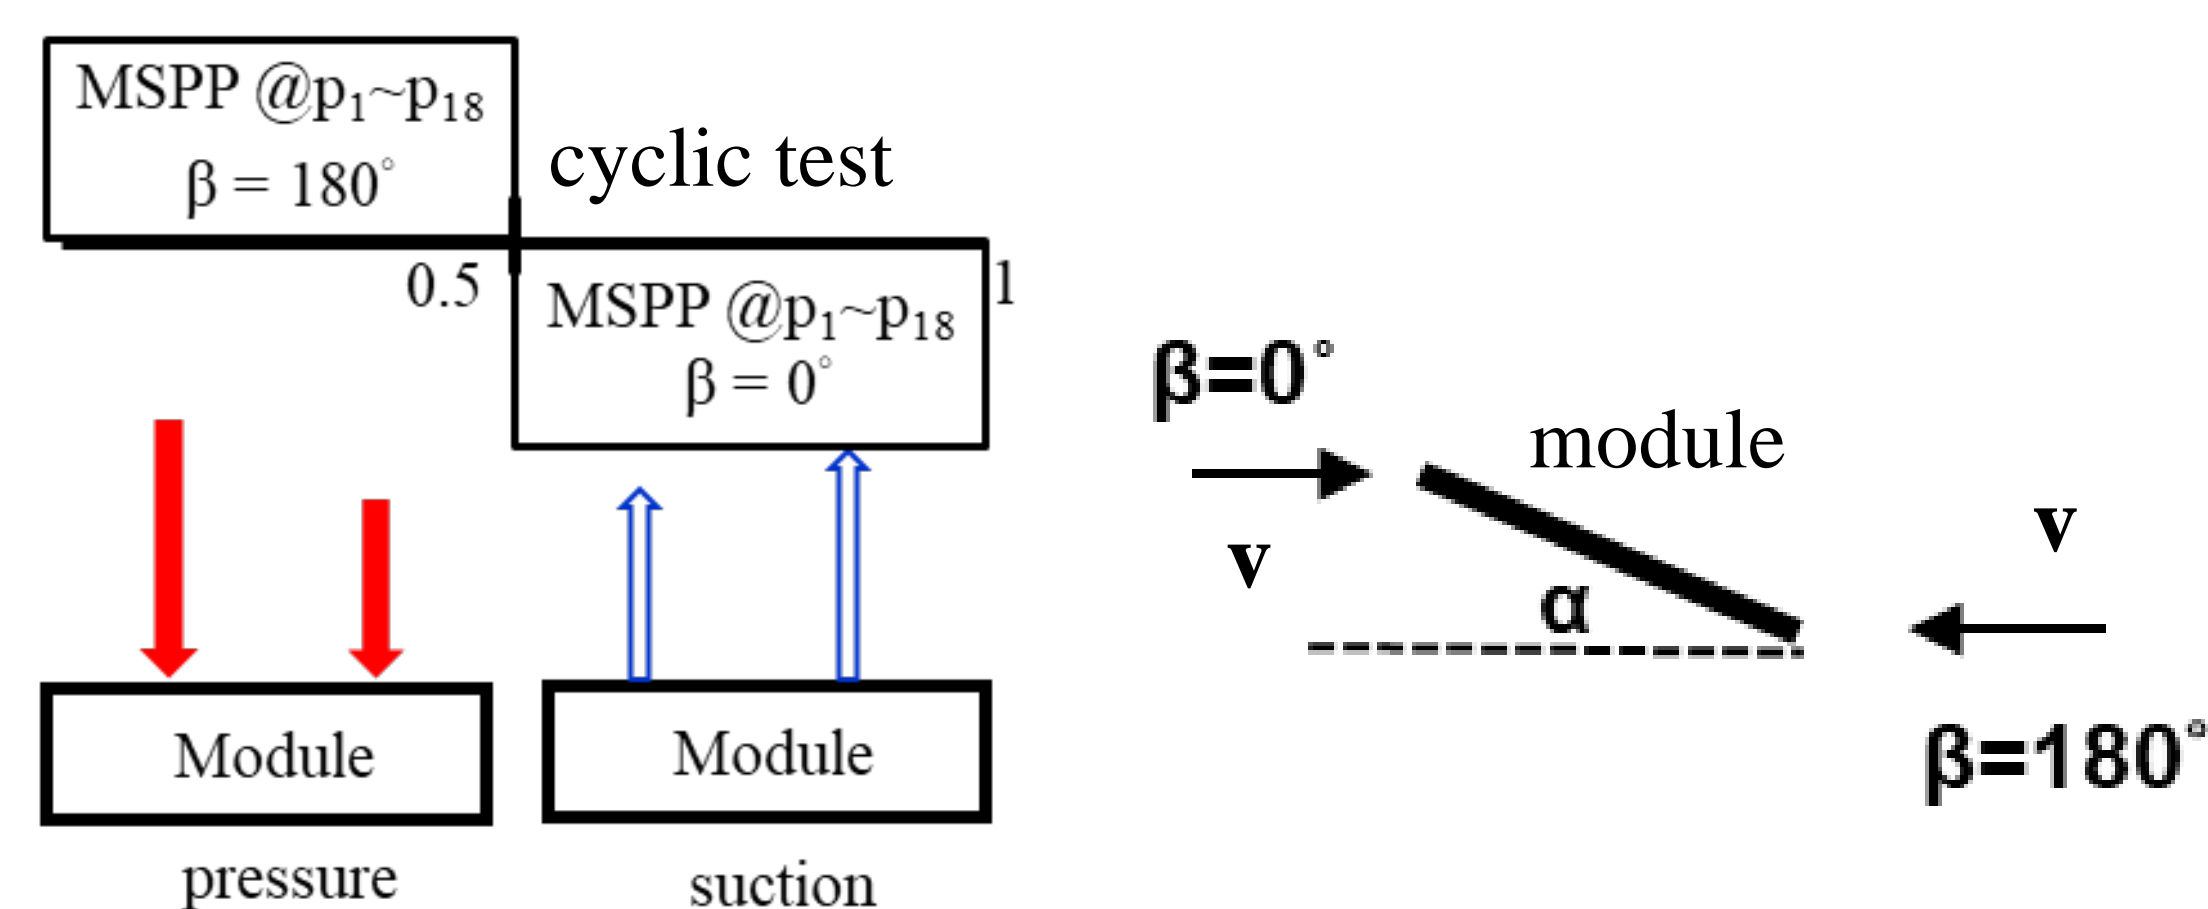 MSPP @p₁~p₁₈
β = 180°
cyclic test
0.5
1
MSPP @p₁~p₁₈
β = 0°
Module
pressure
Module
suction
β=0°
module
v
v
α
β=180°